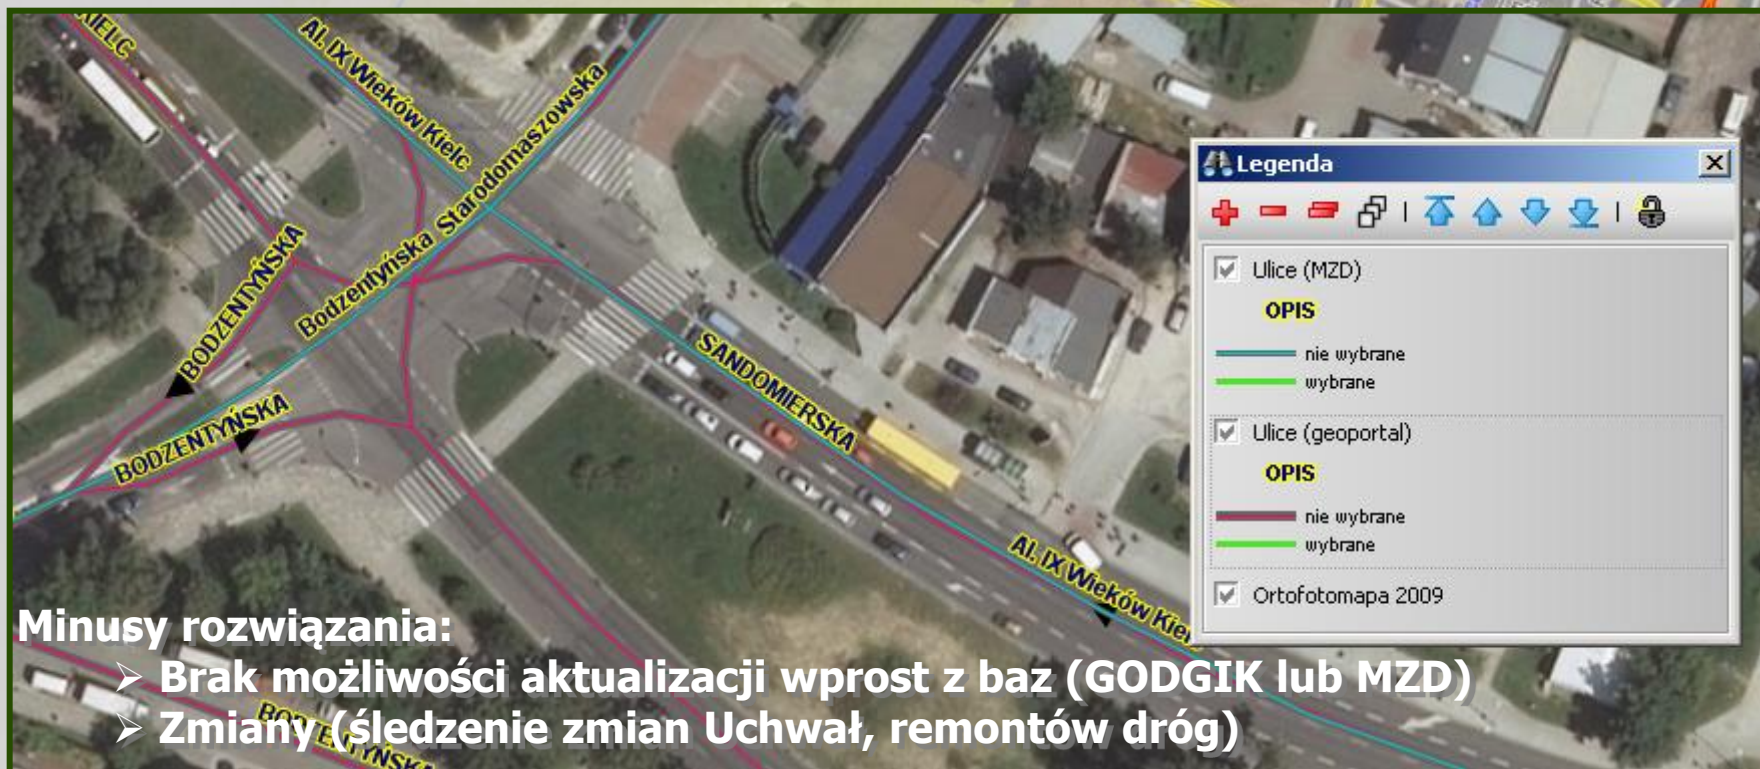 KIELC
Al. IX Wieków Kielc
Bodzentyńska Starodomaszowska
BODZENTYŃSKA
BODZENTYŃSKA
SANDOMIERSKA
Al. IX Wieków
Legenda
Ulice (MZD)
OPIS
nie wybrane
wybrane
Ulice (geoportal)
OPIS
nie wybrane
wybrane
Ortofotomapa 2009
Minusy rozwiązania:
➢ Brak możliwości aktualizacji wprost z baz (GODGIK lub MZD)
➢ Zmiany (śledzenie zmian Uchwał, remontów dróg)